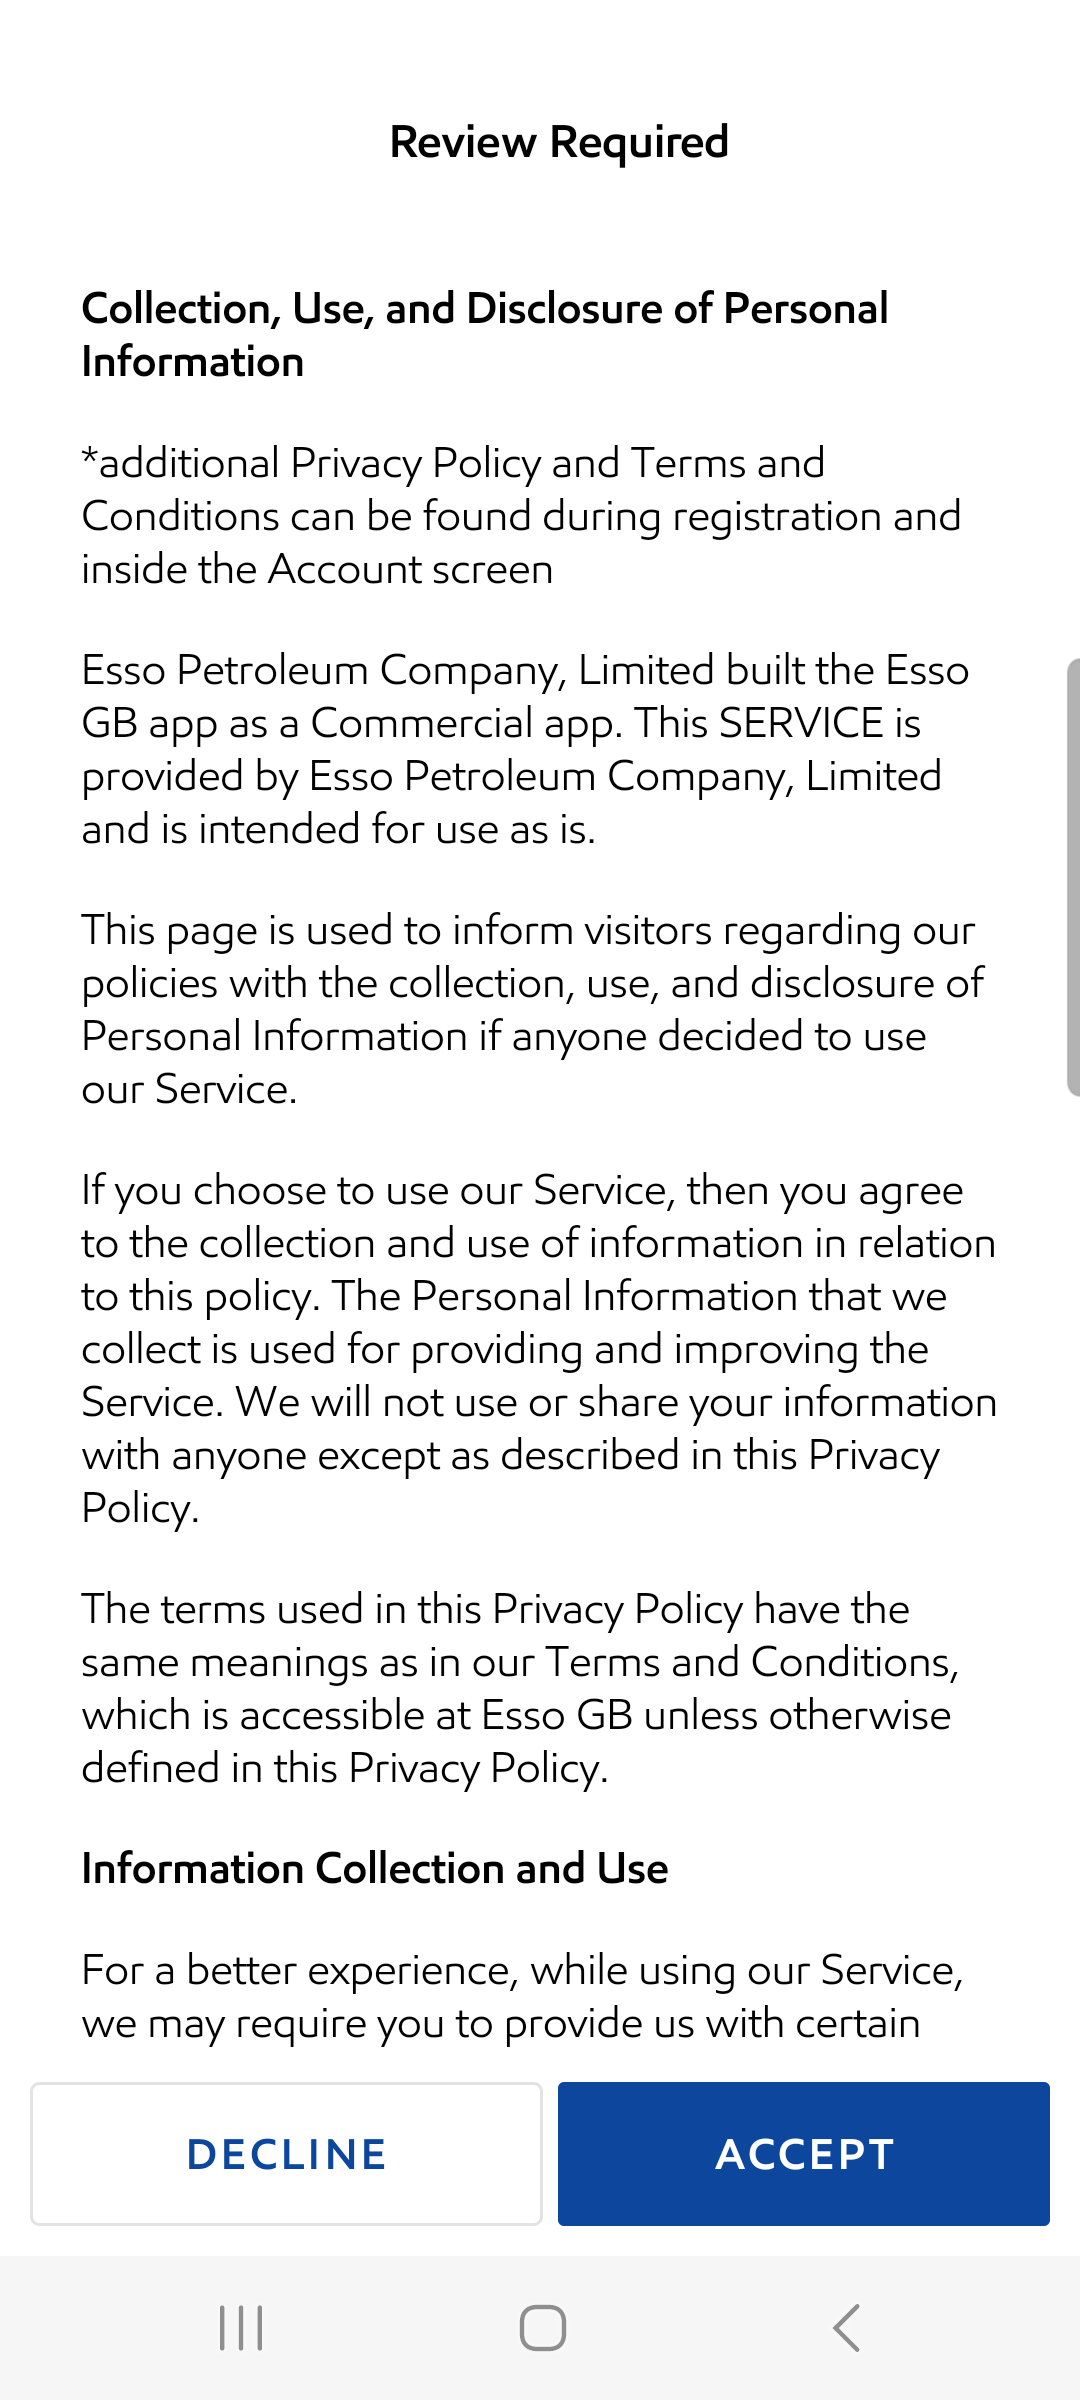 Review Required
Collection, Use, and Disclosure of Personal
Information
*additional Privacy Policy and Terms and
Conditions can be found during registration and
inside the Account screen
Esso Petroleum Company, Limited built the Esso
GB app as a Commercial app. This SERVICE is
provided by Esso Petroleum Company, Limited
and is intended for use as is.
This page is used to inform visitors regarding our
policies with the collection, use, and disclosure of
Personal Information if anyone decided to use
our Service.
If you choose to use our Service, then you agree
to the collection and use of information in relation
to this policy. The Personal Information that we
collect is used for providing and improving the
Service. We will not use or share your information
with anyone except as described in this Privacy
Policy.
The terms used in this Privacy Policy have the
same meanings as in our Terms and Conditions,
which is accessible at Esso GB unless otherwise
defined in this Privacy Policy.
Information Collection and Use
For a better experience, while using our Service,
we may require you to provide us with certain
DECLINE
ACCEPT